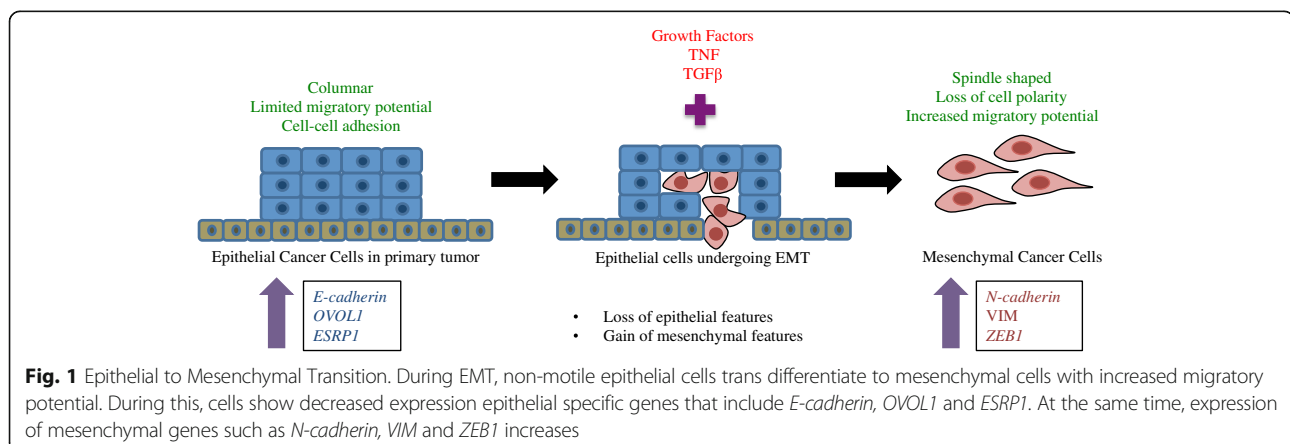 Growth Factors
TNF
TGFβ
Columnar
Limited migratory potential
Cell-cell adhesion
Spindle shaped
Loss of cell polarity
Increased migratory potential
Epithelial Cancer Cells in primary tumor
Epithelial cells undergoing EMT
Mesenchymal Cancer Cells
E-cadherin
OVOL1
ESRP1
• Loss of epithelial features
• Gain of mesenchymal features
N-cadherin
VIM
ZEB1
Fig. 1 Epithelial to Mesenchymal Transition. During EMT, non-motile epithelial cells trans differentiate to mesenchymal cells with increased migratory
potential. During this, cells show decreased expression epithelial specific genes that include E-cadherin, OVOL1 and ESRP1. At the same time, expression
of mesenchymal genes such as N-cadherin, VIM and ZEB1 increases